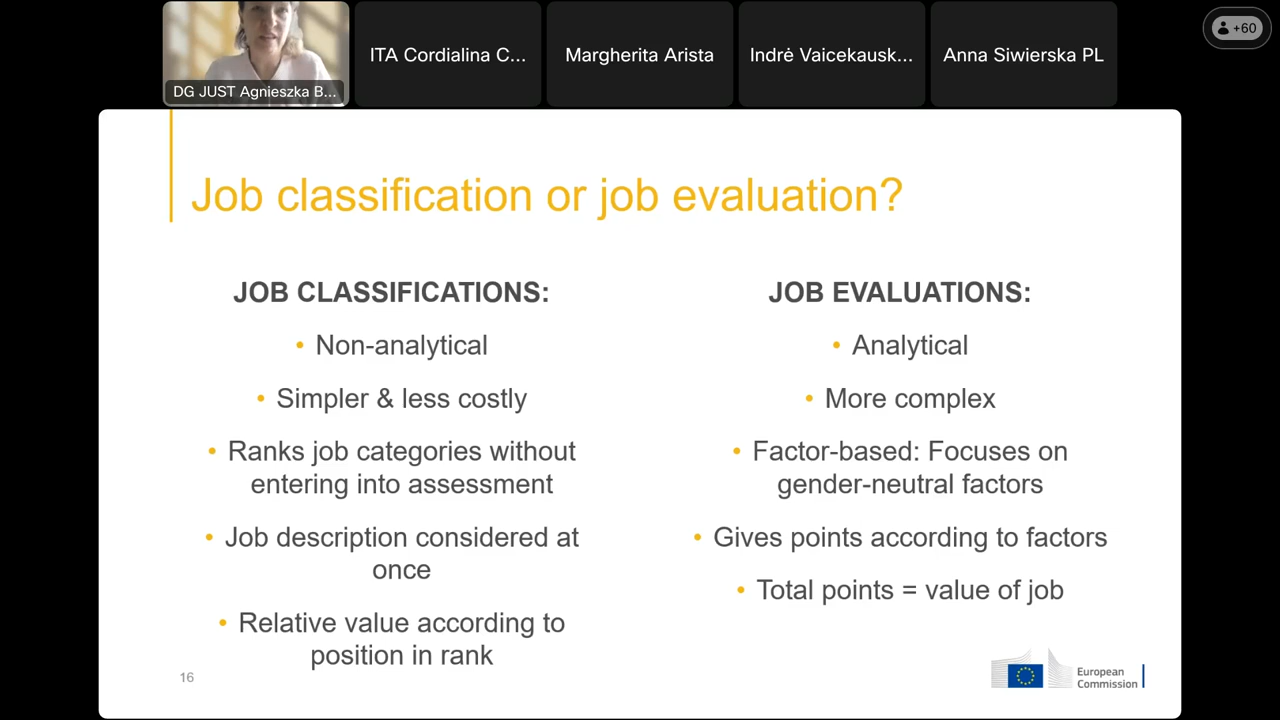 DG JUST Agnieszka B...
ITA Cordialina C...
Margherita Arista
Indrė Vaicekausk...
Anna Siwierska PL
+60
Job classification or job evaluation?
JOB CLASSIFICATIONS:
• Non-analytical
• Simpler & less costly
• Ranks job categories without
entering into assessment
• Job description considered at
once
• Relative value according to
position in rank
JOB EVALUATIONS:
• Analytical
• More complex
• Factor-based: Focuses on
gender-neutral factors
• Gives points according to factors
• Total points = value of job
16
European
Commission